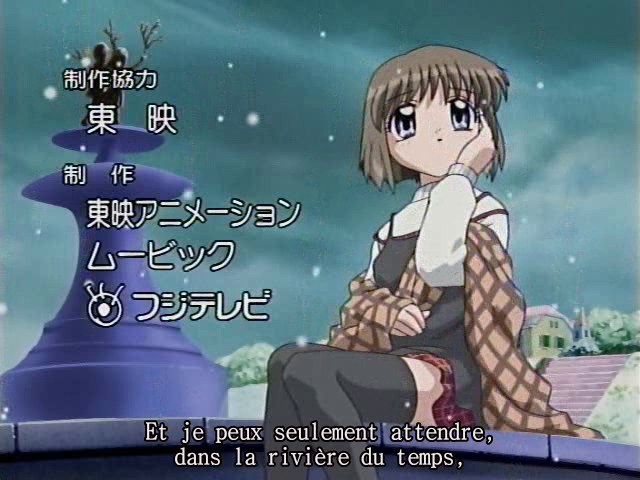 制作協力
東 映
制 作
東映アニメーション
ムービック
フジテレビ
Et je peux seulement attendre,
dans la rivière du temps,